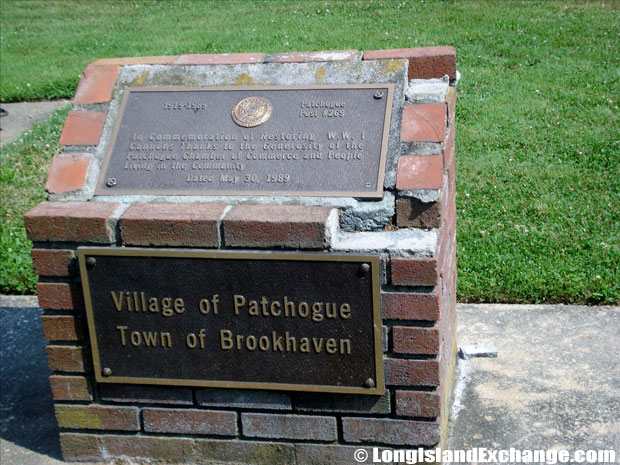 1919-1989
Patchogue
Post #269
In Commemoration of Restoring W.W. I
Cannons Thanks to the Generosity of the
Patchogue Chamber of Commerce and People
Living in the Community
Dated May 30, 1989
Village of Patchogue
Town of Brookhaven
© LongIslandExchange.com